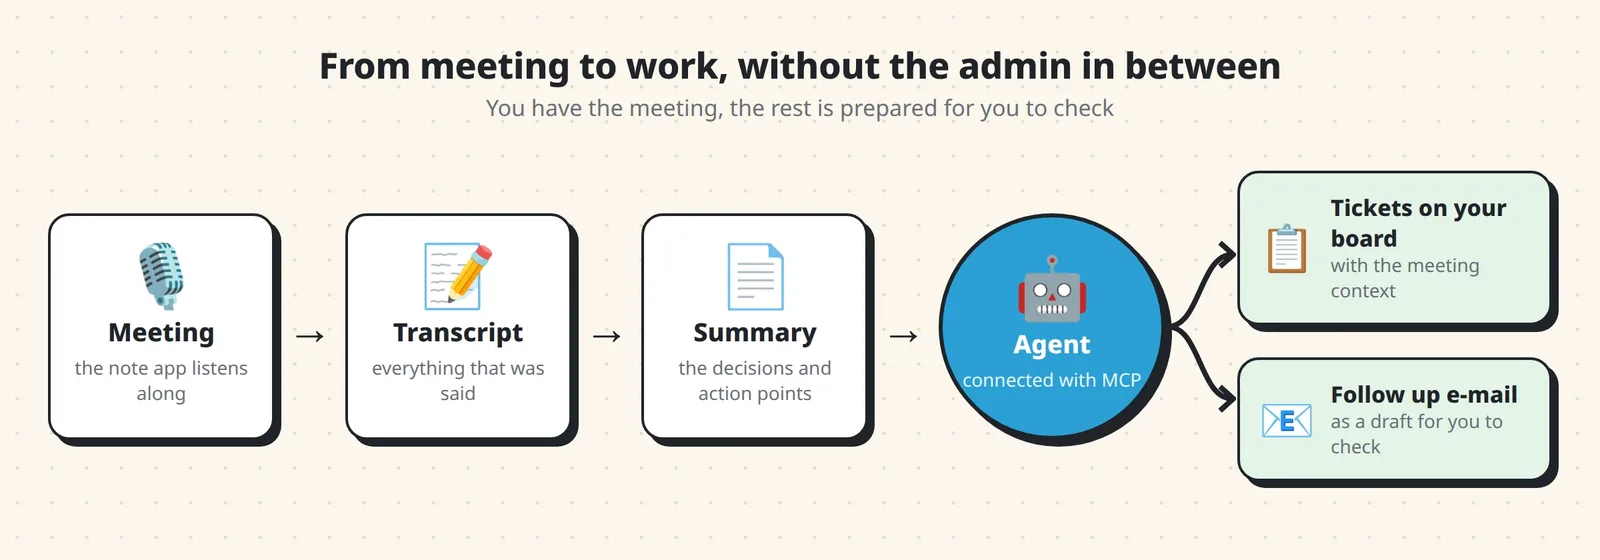 From meeting to work, without the admin in between
You have the meeting, the rest is prepared for you to check
Meeting
the note app listens
along
→
Transcript
everything that was
said
→
Summary
the decisions and
action points
→
Agent
connected with MCP
Tickets on your
board
with the meeting
context
E
Follow up e-mail
as a draft for you to
check